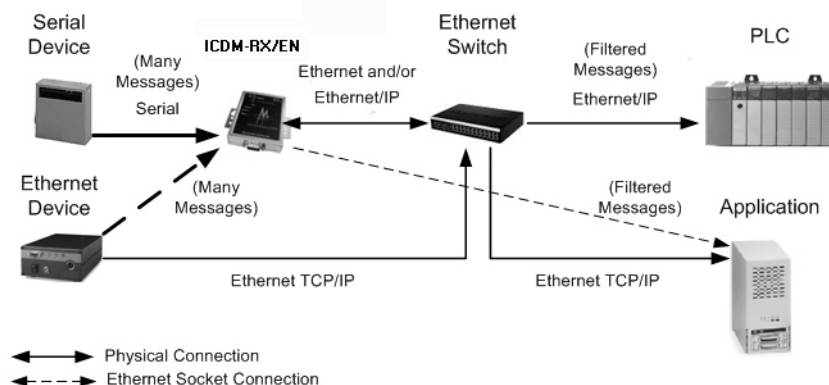 Serial
Device
(Many
Messages)
Serial
ICDM-RX/EN
Ethernet and/or
Ethernet/IP
Ethernet
Switch
(Filtered
Messages)
Ethernet/IP
PLC
Ethernet
Device
(Many
Messages)
(Filtered
Messages)
Application
Ethernet TCP/IP
Ethernet TCP/IP
Physical Connection
Ethernet Socket Connection